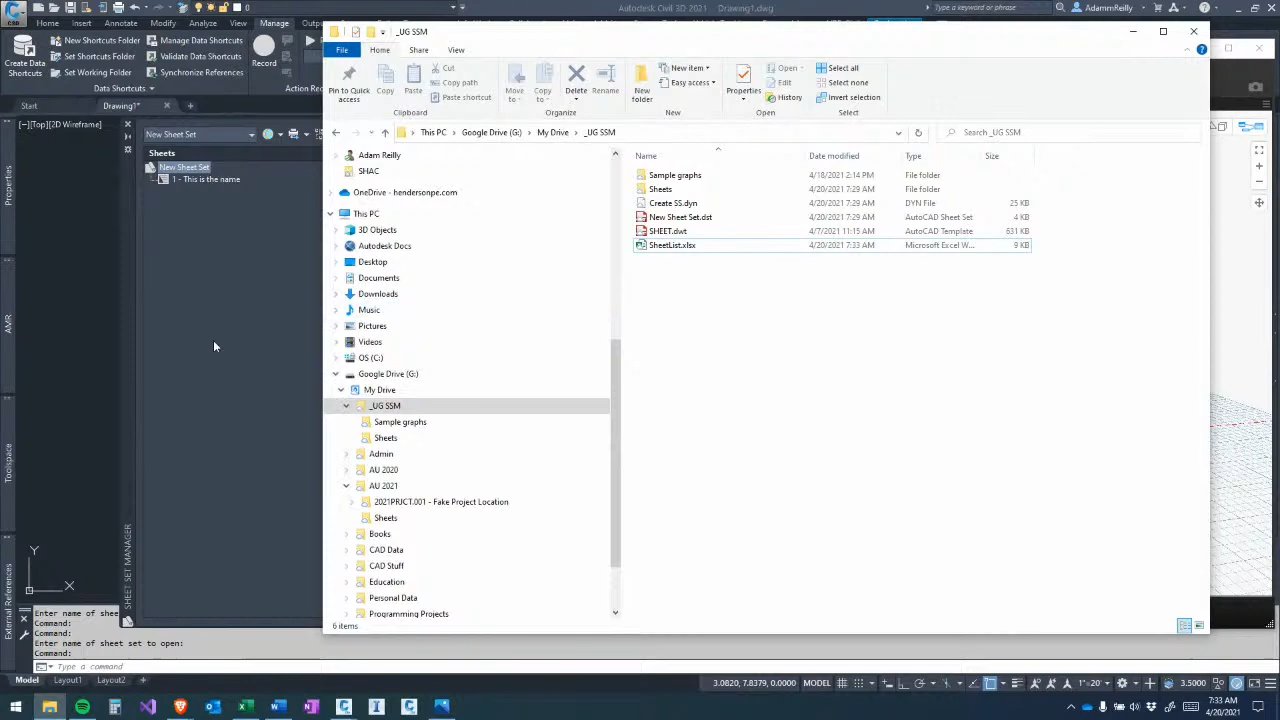 Autodesk Civil 3D 2021 Drawing1.dwg
Type a keyword or phrase
AdammReilly
Home
Insert
Annotate
Manage
New Shortcuts Folder
Manage Data Shortcuts
Set Shortcuts Folder
Validate Data Shortcuts
Set Working Folder
Synchronize References
Create Data
Shortcuts
Record
Data Shortcuts
Start
Drawing1*
[-][Top][2D Wireframe]
New Sheet Set
Sheets
New Sheet Set
1 - This is the name
Properties
AMR
Toolspace
External References
SHEET SET MANAGER
Y
X
Command:
Enter name of sheet set to open:
Command:
Type a command
Model
Layout1
Layout2
3.0820, 7.8379, 0.0000
MODEL
1"=20'
3.5000
7:33 AM
4/20/2021
_UG SSM
File
Home
Share
View
Pin to Quick
access
Copy
Paste
Cut
Copy path
Paste shortcut
Clipboard
Move
to
Copy
to
Delete
Rename
Organize
New
folder
New item
Easy access
New
Properties
Open
Edit
History
Open
Select all
Select none
Invert selection
Select
This PC
Google Drive (G:)
My Drive
_UG SSM
Search _UG SSM
Adam Reilly
SHAC
OneDrive - hendersonpe.com
This PC
3D Objects
Autodesk Docs
Desktop
Documents
Downloads
Music
Pictures
Videos
OS (C:)
Google Drive (G:)
My Drive
_UG SSM
Sample graphs
Sheets
Admin
AU 2020
AU 2021
2021PRJCT.001 - Fake Project Location
Sheets
Books
CAD Data
CAD Stuff
Education
Personal Data
Programming Projects
Name Date modified Type Size
Sample graphs 4/18/2021 2:14 PM File folder
Sheets 4/20/2021 7:29 AM File folder
Create SS.dyn 4/20/2021 7:29 AM DYN File 25 KB
New Sheet Set.dst 4/20/2021 7:29 AM AutoCAD Sheet Set 4 KB
SHEET.dwt 4/7/2021 11:15 AM AutoCAD Template 631 KB
SheetList.xlsx 4/20/2021 7:33 AM Microsoft Excel W... 9 KB
6 items